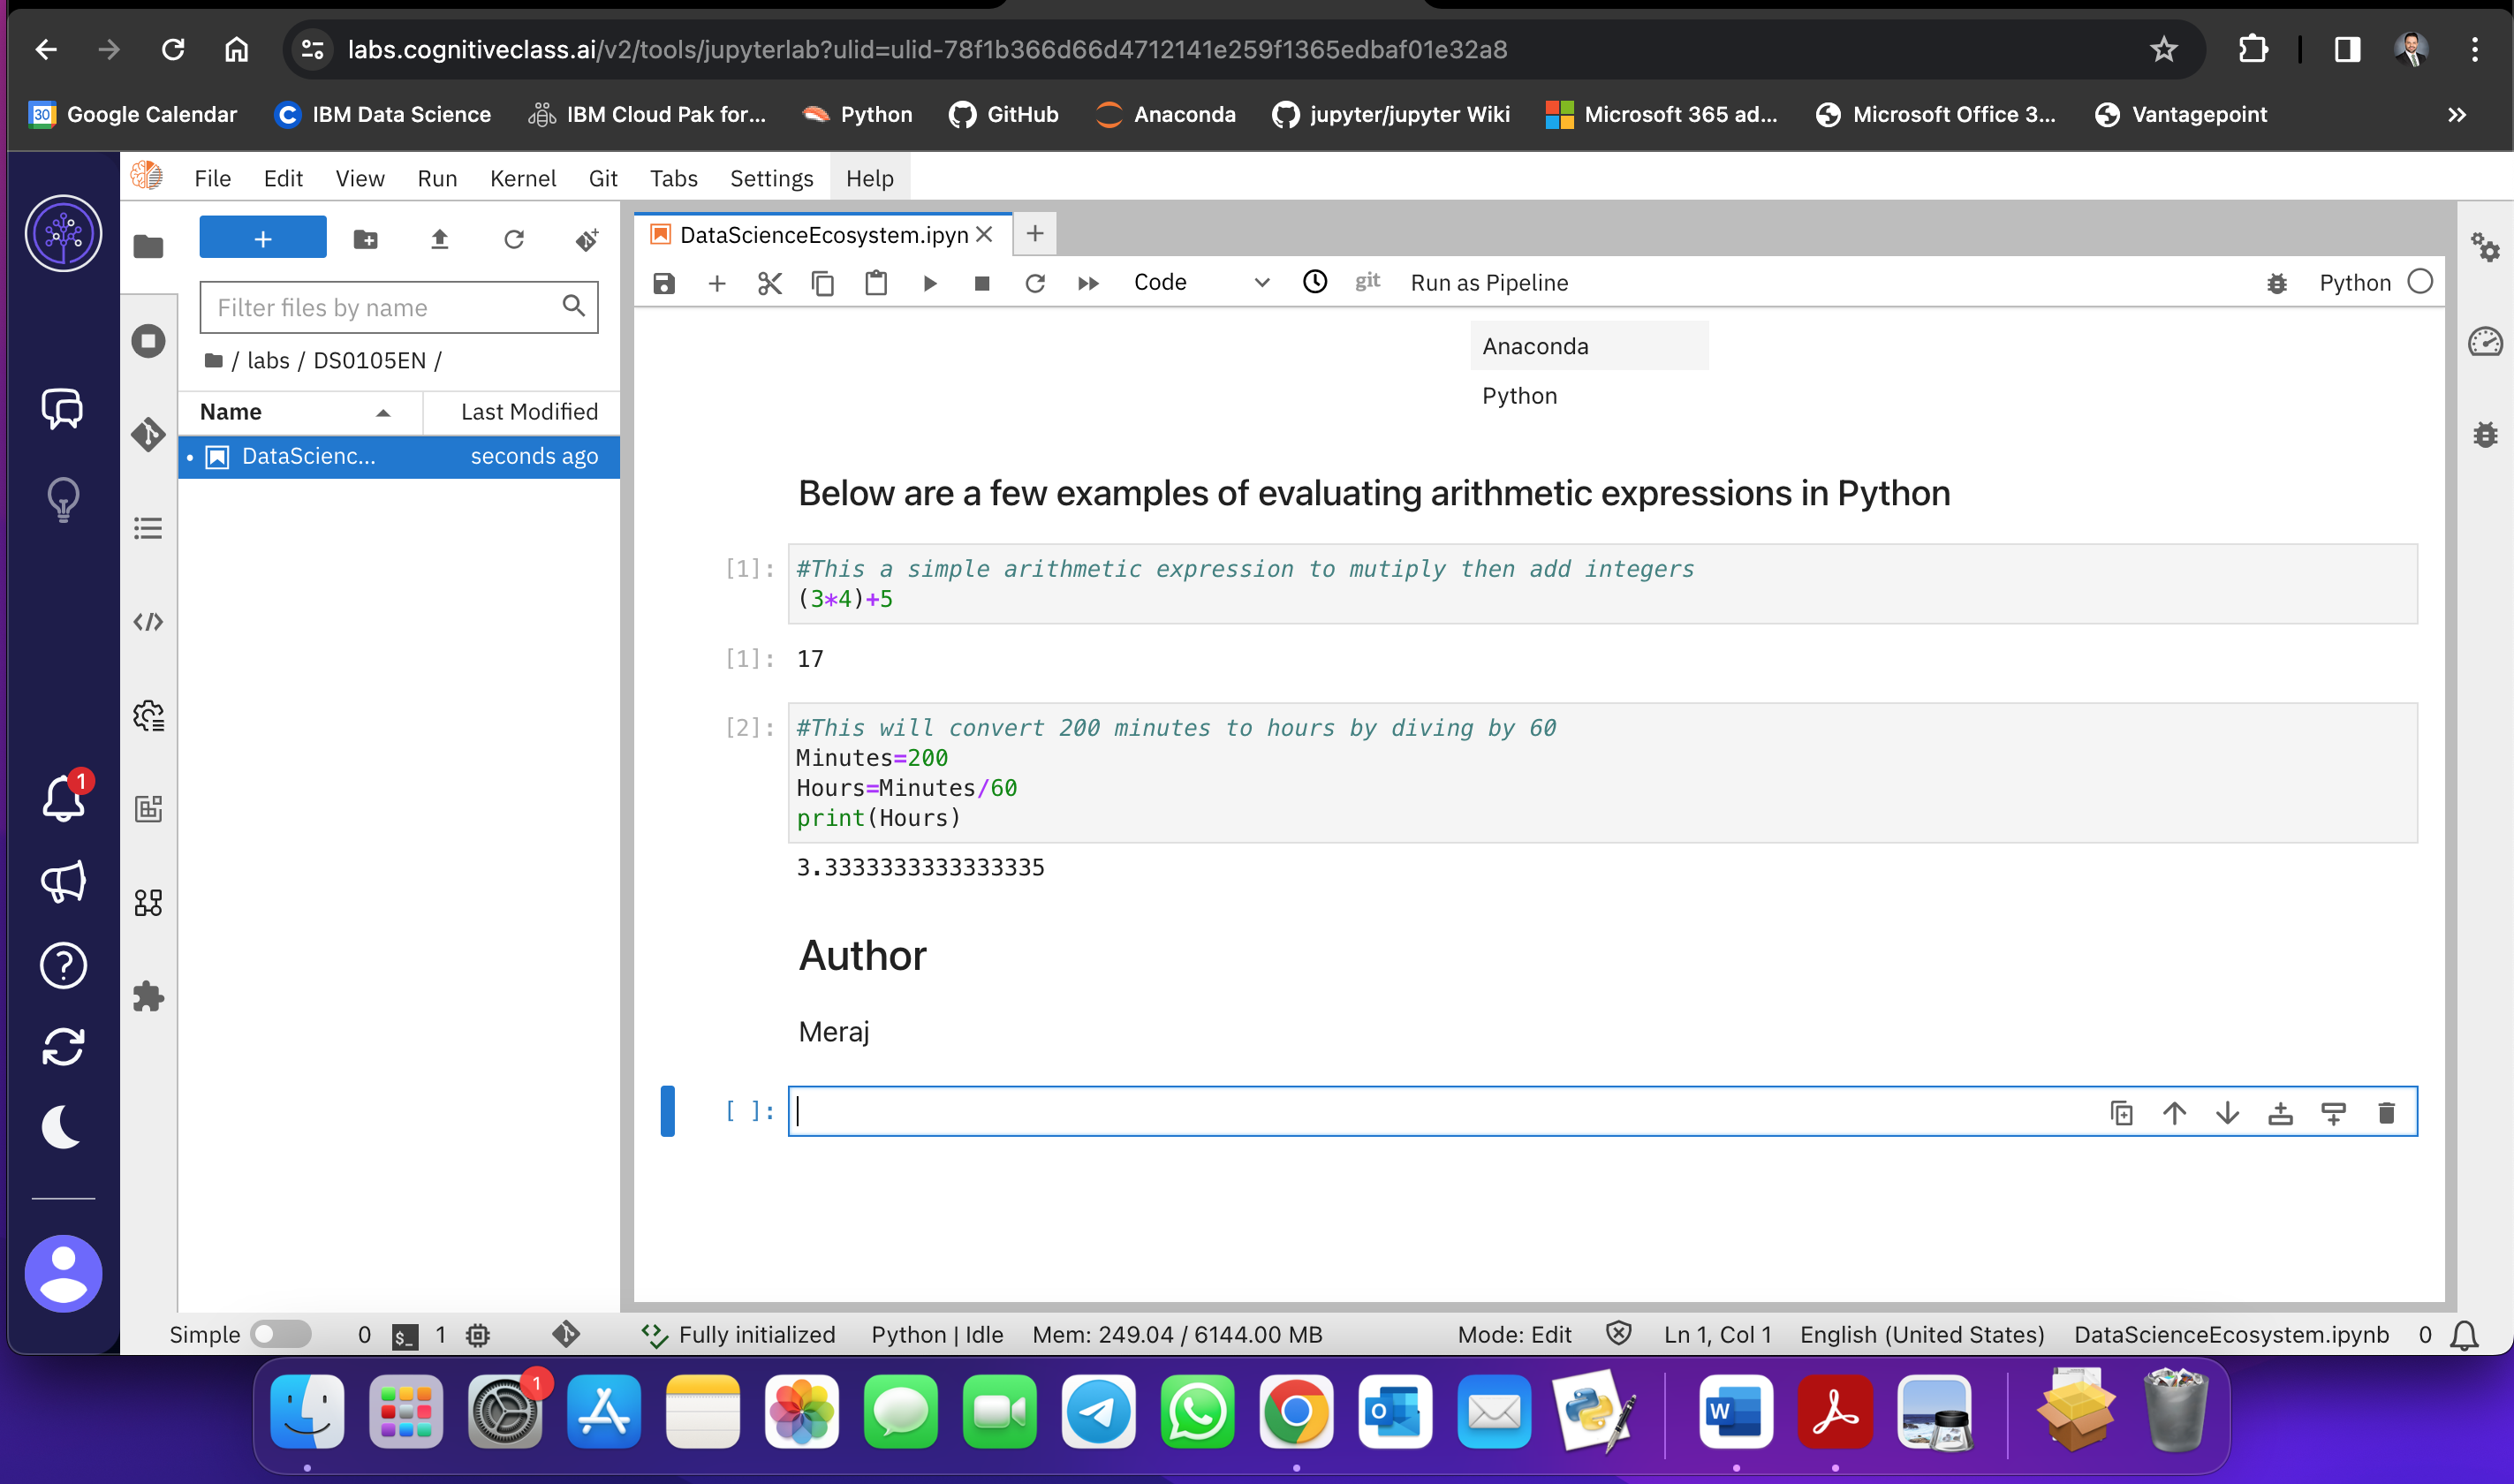 labs.cognitiveclass.ai/v2/tools/jupyterlab?ulid=ulid-78f1b366d66d4712141e259f1365edbaf01e32a8
30 Google Calendar C IBM Data Science IBM Cloud Pak for... Python GitHub Anaconda jupyter/jupyter Wiki Microsoft 365 ad... Microsoft Office 3... Vantagepoint »
File Edit View Run Kernel Git Tabs Settings Help
+
DataScienceEcosystem.ipyn
Code git Run as Pipeline Python
Filter files by name
/ labs / DS0105EN /
Name Last Modified
DataScienc... seconds ago
Anaconda
Python
Below are a few examples of evaluating arithmetic expressions in Python
[1]: #This a simple arithmetic expression to mutiply then add integers
(3*4)+5
[1]: 17
[2]: #This will convert 200 minutes to hours by diving by 60
Minutes=200
Hours=Minutes/60
print(Hours)
3.3333333333333335
Author
Meraj
[ ]:
1
Simple 0 $_ 1 Fully initialized Python | Idle Mem: 249.04 / 6144.00 MB Mode: Edit Ln 1, Col 1 English (United States) DataScienceEcosystem.ipynb 0
1
O
W